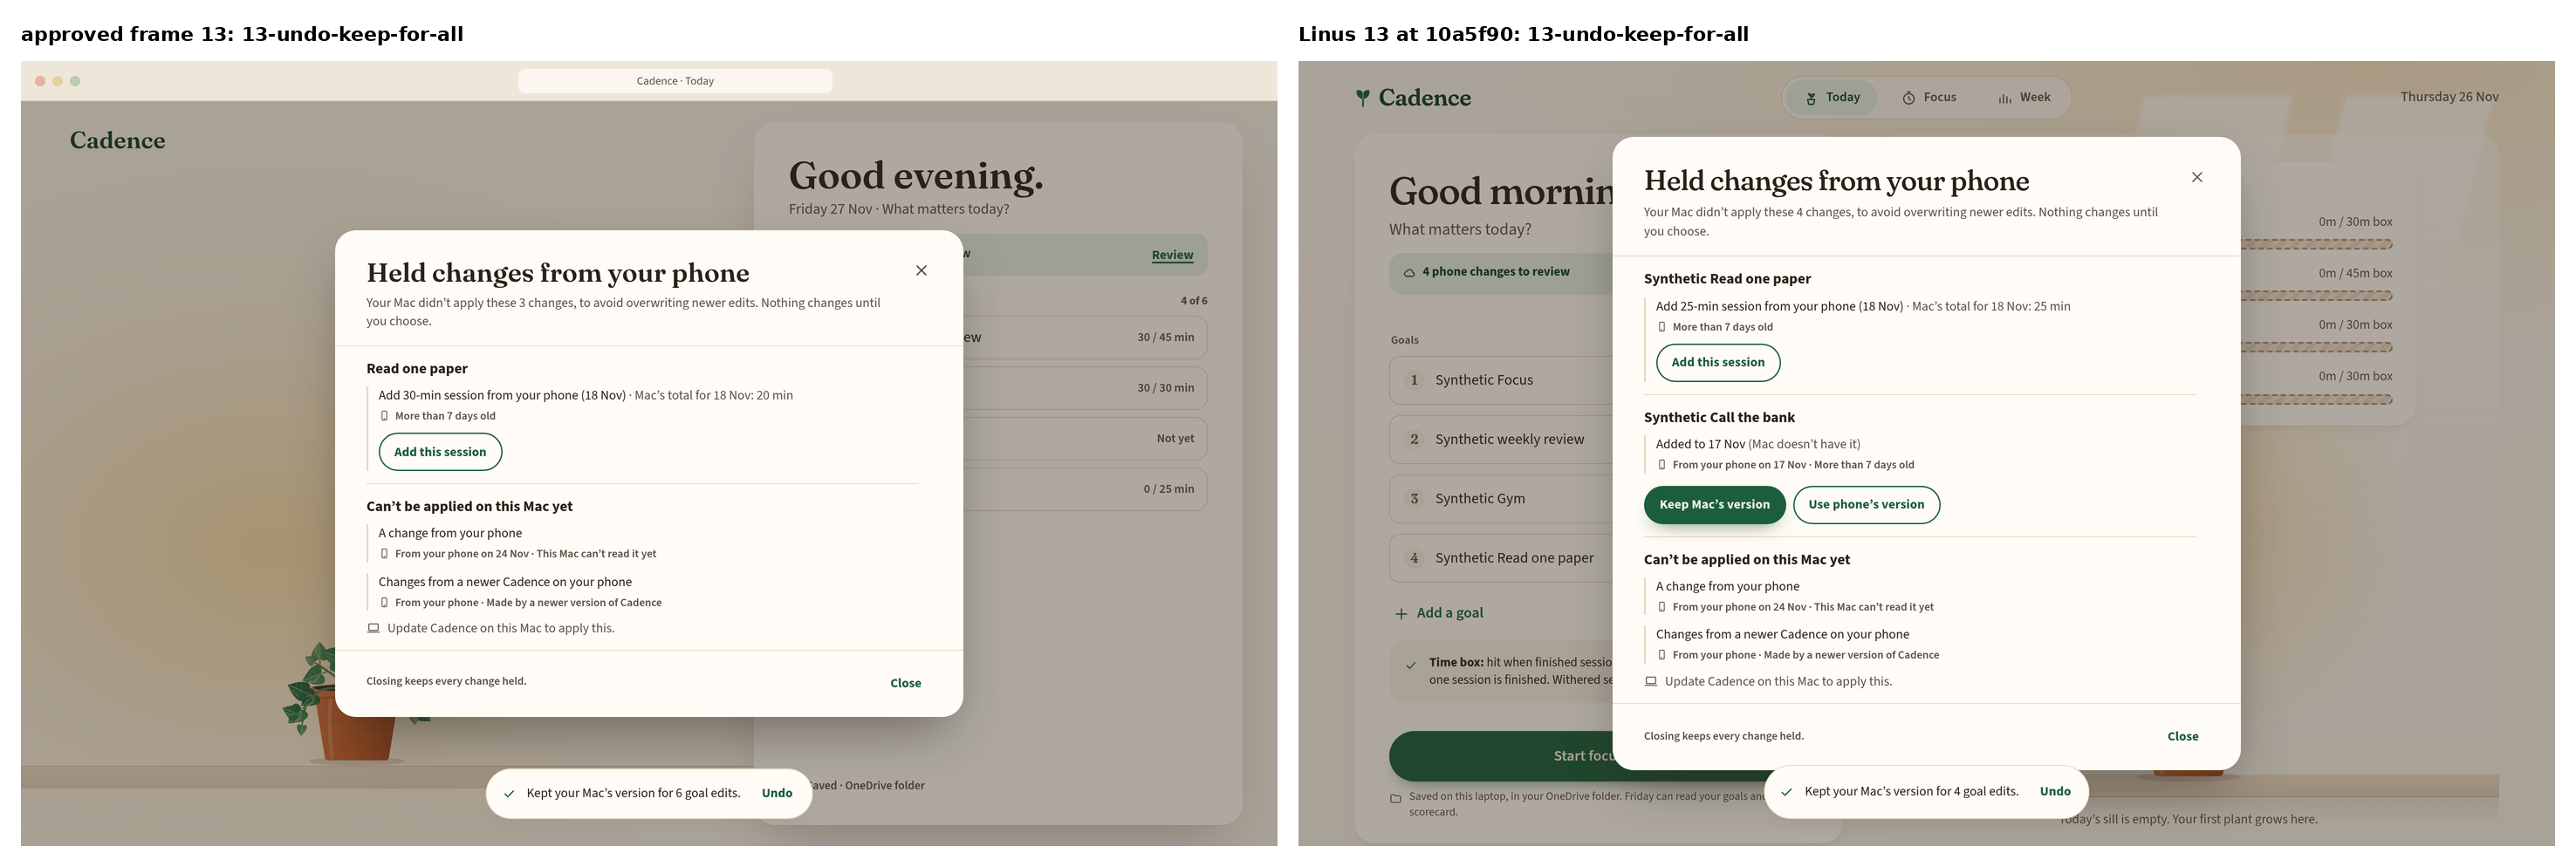 approved frame 13: 13-undo-keep-for-all
Cadence · Today
Cadence
Good evening.
Friday 27 Nov · What matters today?
w
Review
4 of 6
ew
30 / 45 min
30 / 30 min
Not yet
0 / 25 min
Held changes from your phone
Your Mac didn’t apply these 3 changes, to avoid overwriting newer edits. Nothing changes until
you choose.
Read one paper
Add 30-min session from your phone (18 Nov) · Mac’s total for 18 Nov: 20 min
More than 7 days old
Add this session
Can’t be applied on this Mac yet
A change from your phone
From your phone on 24 Nov · This Mac can’t read it yet
Changes from a newer Cadence on your phone
From your phone · Made by a newer version of Cadence
Update Cadence on this Mac to apply this.
Closing keeps every change held.
Close
aved · OneDrive folder
Kept your Mac’s version for 6 goal edits.
Undo
Linus 13 at 10a5f90: 13-undo-keep-for-all
Cadence
Today
Focus
Week
Thursday 26 Nov
Good mornin
What matters today?
4 phone changes to review
Goals
1 Synthetic Focus
2 Synthetic weekly review
3 Synthetic Gym
4 Synthetic Read one paper
Add a goal
Time box: hit when finished sessio
one session is finished. Withered se
Start focu
Saved on this laptop, in your OneDrive folder. Friday can read your goals and
scorecard.
Held changes from your phone
Your Mac didn’t apply these 4 changes, to avoid overwriting newer edits. Nothing changes until
you choose.
Synthetic Read one paper
Add 25-min session from your phone (18 Nov) · Mac’s total for 18 Nov: 25 min
More than 7 days old
Add this session
Synthetic Call the bank
Added to 17 Nov (Mac doesn’t have it)
From your phone on 17 Nov · More than 7 days old
Keep Mac’s version
Use phone’s version
Can’t be applied on this Mac yet
A change from your phone
From your phone on 24 Nov · This Mac can’t read it yet
Changes from a newer Cadence on your phone
From your phone · Made by a newer version of Cadence
Update Cadence on this Mac to apply this.
Closing keeps every change held.
Close
0m / 30m box
0m / 45m box
0m / 30m box
0m / 30m box
Kept your Mac’s version for 4 goal edits.
Undo
Today’s sill is empty. Your first plant grows here.